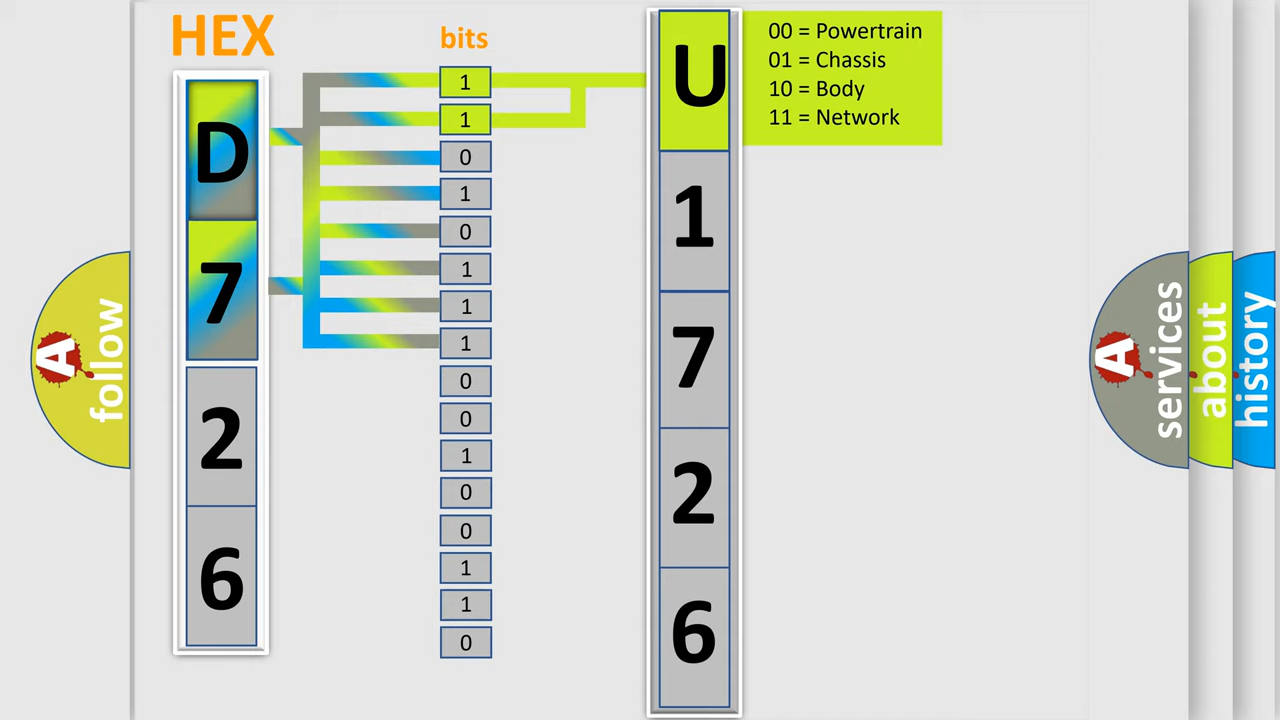 HEX
D
7
2
6
bits
1
1
0
1
0
1
1
1
0
0
1
0
0
1
1
0
U
1
7
2
6
00 = Powertrain
01 = Chassis
10 = Body
11 = Network
A
follow
A
services
about
history